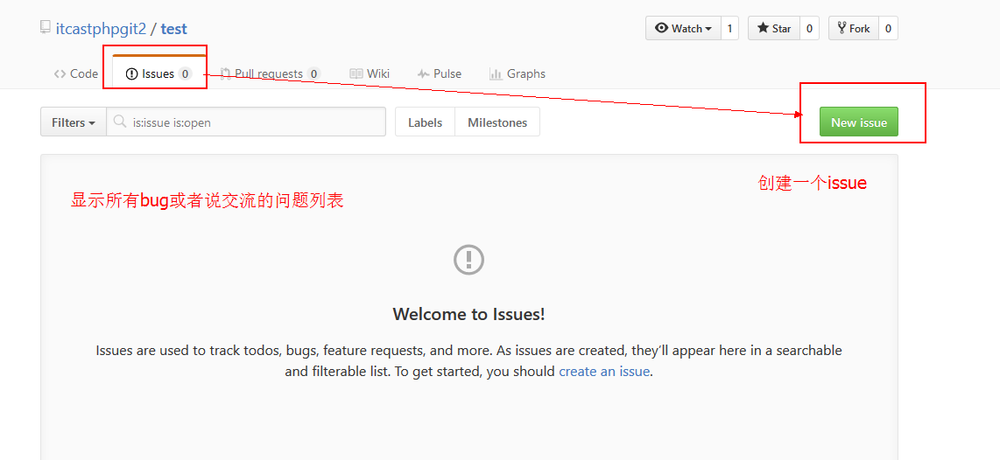 itcastphpgit2 / test
Watch 1 Star 0 Fork 0
Code Issues 0 Pull requests 0 Wiki Pulse Graphs
Filters is:issue is:open Labels Milestones New issue
创建一个issue
显示所有bug或者说交流的问题列表
Welcome to Issues!
Issues are used to track todos, bugs, feature requests, and more. As issues are created, they’ll appear here in a searchable
and filterable list. To get started, you should create an issue.